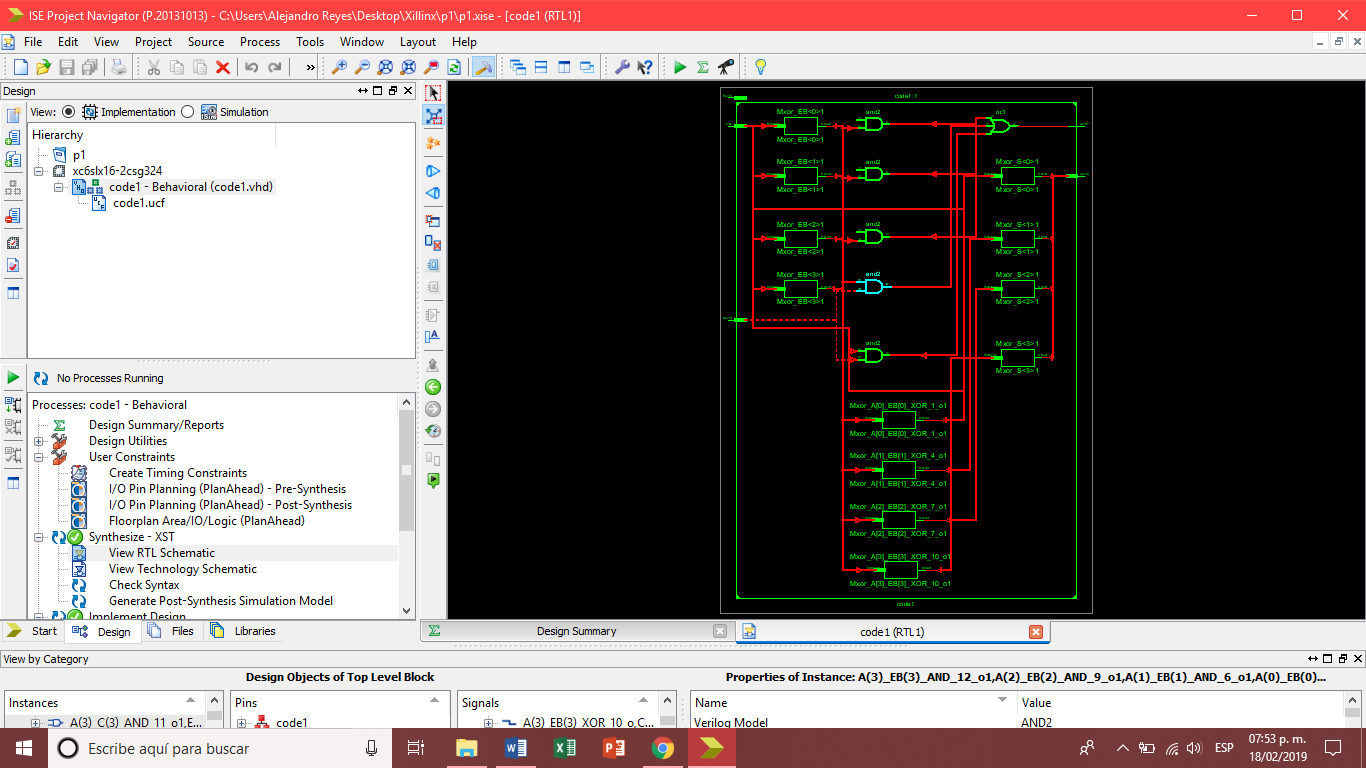 ISE Project Navigator (P.20131013) - C:\Users\Alejandro Reyes\Desktop\Xillinx\p1\p1.xise - [code1 (RTL1)]
File Edit View Project Source Process Tools Window Layout Help
Design
View: Implementation Simulation
Hierarchy
p1
xc6slx16-2csg324
code1 - Behavioral (code1.vhd)
code1.ucf
No Processes Running
Processes: code1 - Behavioral
Design Summary/Reports
Design Utilities
User Constraints
Create Timing Constraints
I/O Pin Planning (PlanAhead) - Pre-Synthesis
I/O Pin Planning (PlanAhead) - Post-Synthesis
Floorplan Area/IO/Logic (PlanAhead)
Synthesize - XST
View RTL Schematic
View Technology Schematic
Check Syntax
Generate Post-Synthesis Simulation Model
Implement Design
Start Design Files Libraries
code1:1
Mxor_EB<0>1 and2 or3
Mxor_EB<0>1
Mxor_EB<1>1 and2 Mxor_S<0>1
Mxor_EB<1>1 Mxor_S<0>1
Mxor_EB<2>1 and2 Mxor_S<1>1
Mxor_EB<2>1 Mxor_S<1>1
Mxor_EB<3>1 and2 Mxor_S<2>1
Mxor_EB<3>1 Mxor_S<2>1
and2 Mxor_S<3>1
Mxor_S<3>1
Mxor_A[0]_EB[0]_XOR_1_o1
Mxor_A[0]_EB[0]_XOR_1_o1
Mxor_A[1]_EB[1]_XOR_4_o1
Mxor_A[1]_EB[1]_XOR_4_o1
Mxor_A[2]_EB[2]_XOR_7_o1
Mxor_A[2]_EB[2]_XOR_7_o1
Mxor_A[3]_EB[3]_XOR_10_o1
Mxor_A[3]_EB[3]_XOR_10_o1
code1
Design Summary code1 (RTL1)
View by Category
Design Objects of Top Level Block Properties of Instance: A(3)_EB(3)_AND_12_o1,A(2)_EB(2)_AND_9_o1,A(1)_EB(1)_AND_6_o1,A(0)_EB(0)...
Instances Pins Signals Name Value
A(3)_C(3)_AND_11_o1,E... code1 A(3)_EB(3)_XOR_10_o,C... Verilog Model AND2
Escribe aquí para buscar
ESP
07:53 p. m.
18/02/2019